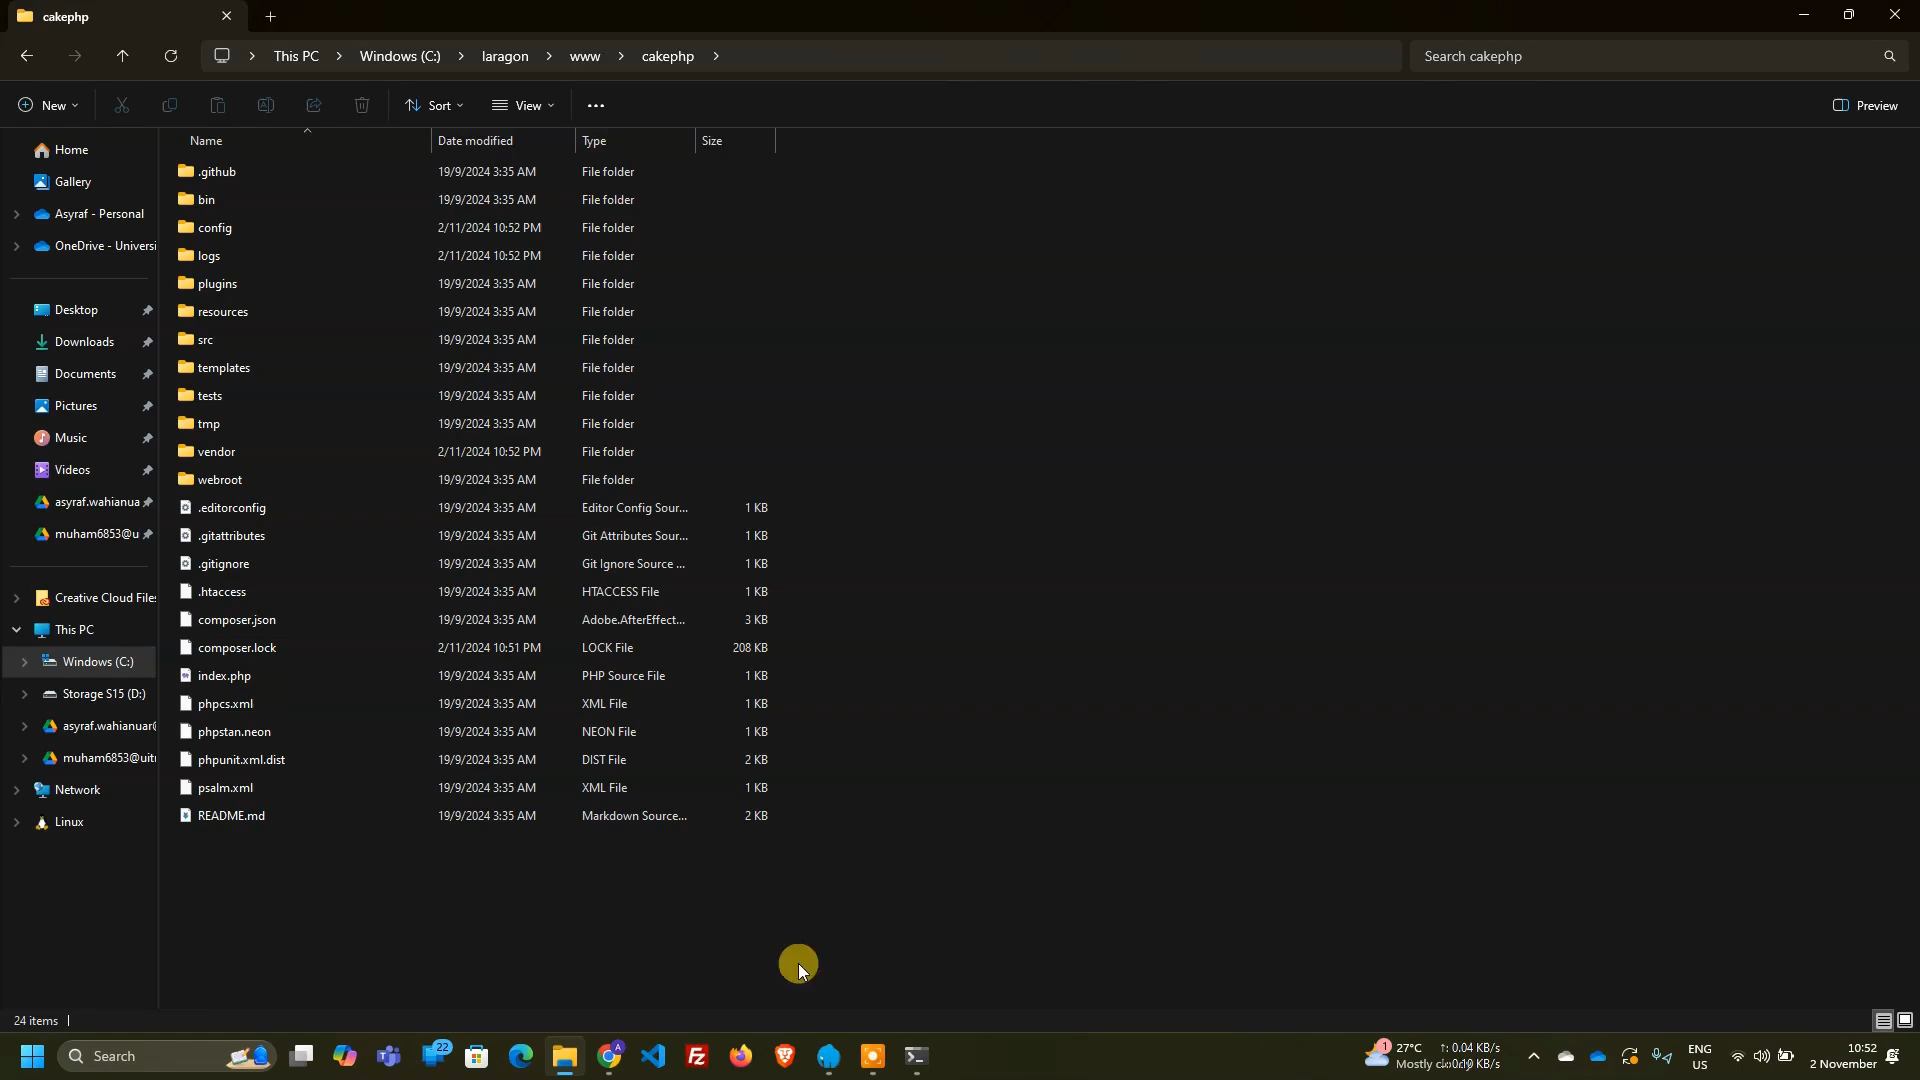 cakephp
This PC Windows (C:) laragon www cakephp
Search cakephp
New Sort View Preview
Name Date modified Type Size
Home
Gallery
Asyraf - Personal
OneDrive - Universi
Desktop
Downloads
Documents
Pictures
Music
Videos
asyraf.wahianua
muham6853@u
Creative Cloud Files
This PC
Windows (C:)
Storage S15 (D:)
asyraf.wahianuar@
muham6853@uit
Network
Linux
.github 19/9/2024 3:35 AM File folder
bin 19/9/2024 3:35 AM File folder
config 2/11/2024 10:52 PM File folder
logs 2/11/2024 10:52 PM File folder
plugins 19/9/2024 3:35 AM File folder
resources 19/9/2024 3:35 AM File folder
src 19/9/2024 3:35 AM File folder
templates 19/9/2024 3:35 AM File folder
tests 19/9/2024 3:35 AM File folder
tmp 19/9/2024 3:35 AM File folder
vendor 2/11/2024 10:52 PM File folder
webroot 19/9/2024 3:35 AM File folder
.editorconfig 19/9/2024 3:35 AM Editor Config Sour... 1 KB
.gitattributes 19/9/2024 3:35 AM Git Attributes Sour... 1 KB
.gitignore 19/9/2024 3:35 AM Git Ignore Source ... 1 KB
.htaccess 19/9/2024 3:35 AM HTACCESS File 1 KB
composer.json 19/9/2024 3:35 AM Adobe.AfterEffect... 3 KB
composer.lock 2/11/2024 10:51 PM LOCK File 208 KB
index.php 19/9/2024 3:35 AM PHP Source File 1 KB
phpcs.xml 19/9/2024 3:35 AM XML File 1 KB
phpstan.neon 19/9/2024 3:35 AM NEON File 1 KB
phpunit.xml.dist 19/9/2024 3:35 AM DIST File 2 KB
psalm.xml 19/9/2024 3:35 AM XML File 1 KB
README.md 19/9/2024 3:35 AM Markdown Source... 2 KB
24 items
Search
22
A
Fz
1
27°C
Mostly
↑: 0.04 KB/s
ENG
US
10:52
2 November